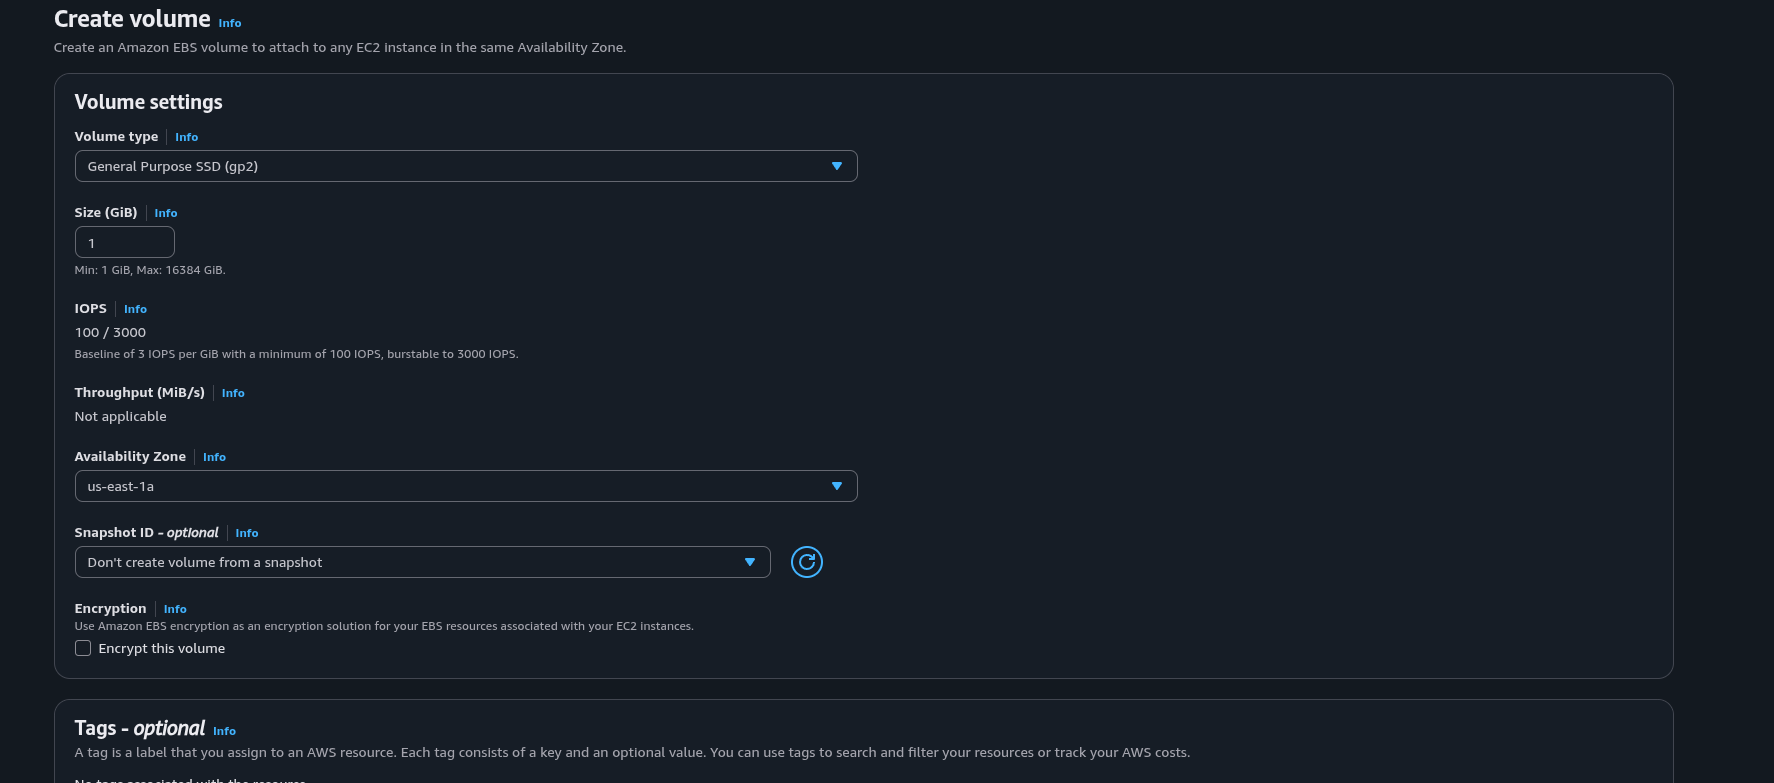 Create volume Info
Create an Amazon EBS volume to attach to any EC2 instance in the same Availability Zone.
Volume settings
Volume type Info
General Purpose SSD (gp2)
Size (GiB) Info
1
Min: 1 GiB, Max: 16384 GiB.
IOPS Info
100 / 3000
Baseline of 3 IOPS per GiB with a minimum of 100 IOPS, burstable to 3000 IOPS.
Throughput (MiB/s) Info
Not applicable
Availability Zone Info
us-east-1a
Snapshot ID - optional Info
Don't create volume from a snapshot
Encryption Info
Use Amazon EBS encryption as an encryption solution for your EBS resources associated with your EC2 instances.
Encrypt this volume
Tags - optional Info
A tag is a label that you assign to an AWS resource. Each tag consists of a key and an optional value. You can use tags to search and filter your resources or track your AWS costs.
No tags associated with the resource.